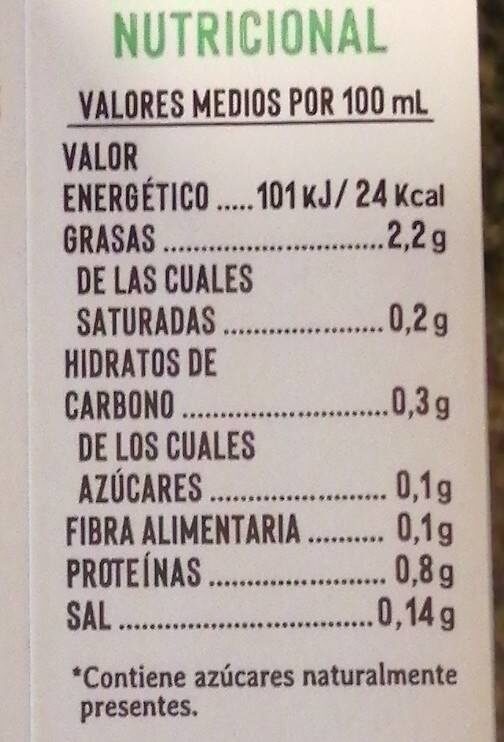 NUTRICIONAL
VALORES MEDIOS POR 100 mL
VALOR
ENERGÉTICO ..... 101 KJ/ 24 Kcal
GRASAS ........................... 2,2 g
DE LAS CUALES
SATURADAS .................... 0,2 g
HIDRATOS DE
CARBONO ......................... 0,3 g
DE LOS CUALES
AZÚCARES ...................... 0,1 g
FIBRA ALIMENTARIA .......... 0,1 g
PROTEÍNAS ...................... 0,8 g
SAL ................................ 0,14 g
*Contiene azúcares naturalmente
presentes.